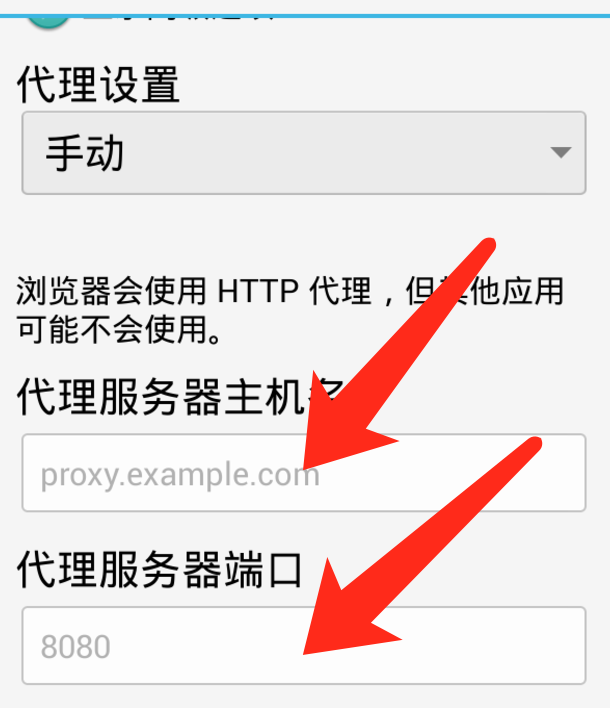 代理设置
手动
浏览器会使用 HTTP 代理，但其他应用
可能不会使用。
代理服务器主机名
proxy.example.com
代理服务器端口
8080